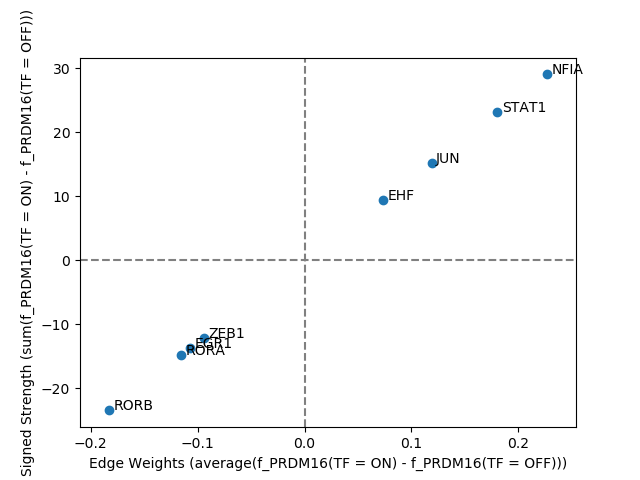 Signed Strength (sum(f_PRDM16(TF = ON) - f_PRDM16(TF = OFF)))
30
20
10
0
−10
−20
NFIA
STAT1
JUN
EHF
ZEB1
EGR1
RORA
RORB
−0.2
−0.1
0.0
0.1
0.2
Edge Weights (average(f_PRDM16(TF = ON) - f_PRDM16(TF = OFF)))